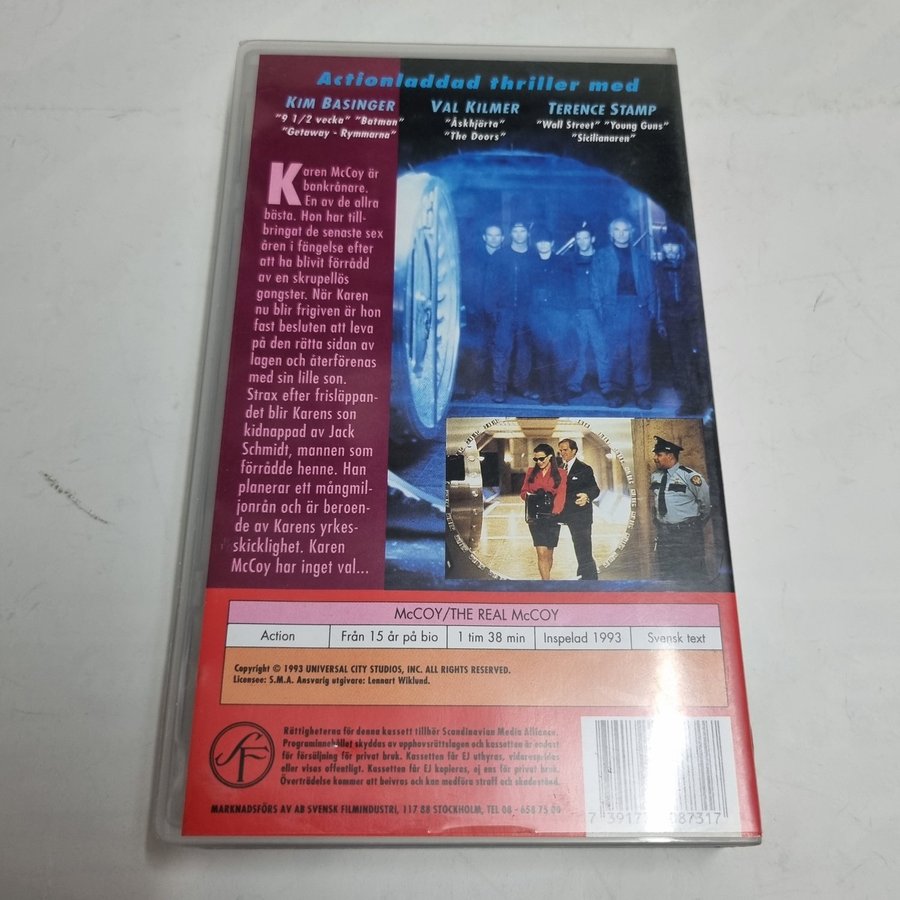 Actionladdad thriller med
KIM BASINGER VAL KILMER TERENCE STAMP
"9 1/2 vecka" "Batman" "Åskhjärta" "Wall Street" "Young Guns"
"Getaway - Rymmarna" "The Doors" "Sicilianaren"
Karen McCoy är
bankrånare.
En av de allra
bästa. Hon har till-
bringat de senaste sex
åren i fängelse efter
att ha blivit förrådd
av en skrupellös
gangster. När Karen
nu blir frigiven är hon
fast besluten att leva
på den rätta sidan av
lagen och återförenas
med sin lille son.
Strax efter frisläppan-
det blir Karens son
kidnappad av Jack
Schmidt, mannen som
förrådde henne. Han
planerar ett mångmil-
jonrån och är beroen-
de av Karens yrkes-
skicklighet. Karen
McCoy har inget val...
McCOY/THE REAL McCOY
Action Från 15 år på bio 1 tim 38 min Inspelad 1993 Svensk text
Copyright © 1993 UNIVERSAL CITY STUDIOS, INC. ALL RIGHTS RESERVED.
Licensee: S.M.A. Ansvarig utgivare: Lennart Wiklund.
SF
Rättigheterna för denna kassett tillhör Scandinavian Media Alliance.
Programinnehållet skyddas av upphovsrättslagen och kassetten är endast
för försäljning för privat bruk. Kassetten får EJ uthyras, vidarespridas
eller visas offentligt. Kassetten får EJ kopieras, ej ens för privat bruk.
Överträdelse kommer att beivras och kan medföra straff och skadestånd.
MARKNADSFÖRS AV AB SVENSK FILMINDUSTRI, 117 88 STOCKHOLM, TEL 08 - 658 75 00